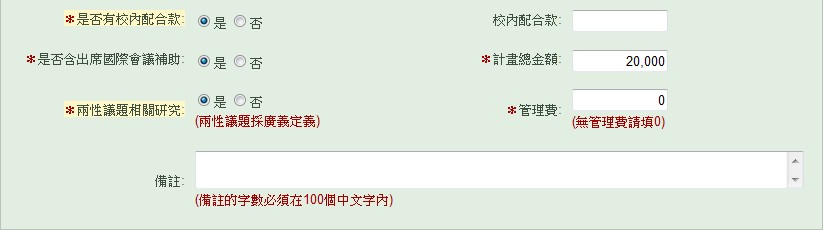 *是否有校內配合款: 是 否 校內配合款:
*是否含出席國際會議補助: 是 否 *計畫總金額: 20,000
*兩性議題相關研究: 是 否 *管理費: 0
(兩性議題採廣義定義) (無管理費請填0)
備註:
(備註的字數必須在100個中文字內)